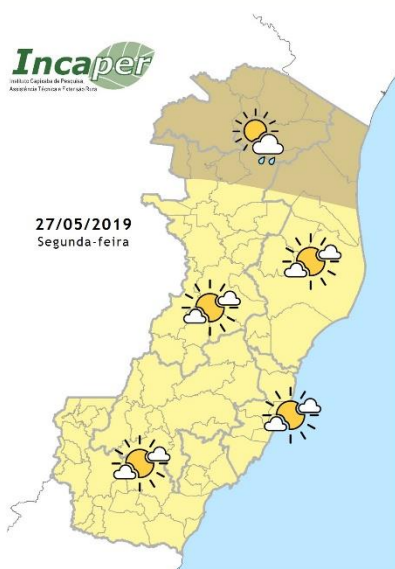 Incaper
Instituto Capixaba de Pesquisa,
Assistência Técnica e Extensão Rural
27/05/2019
Segunda-feira